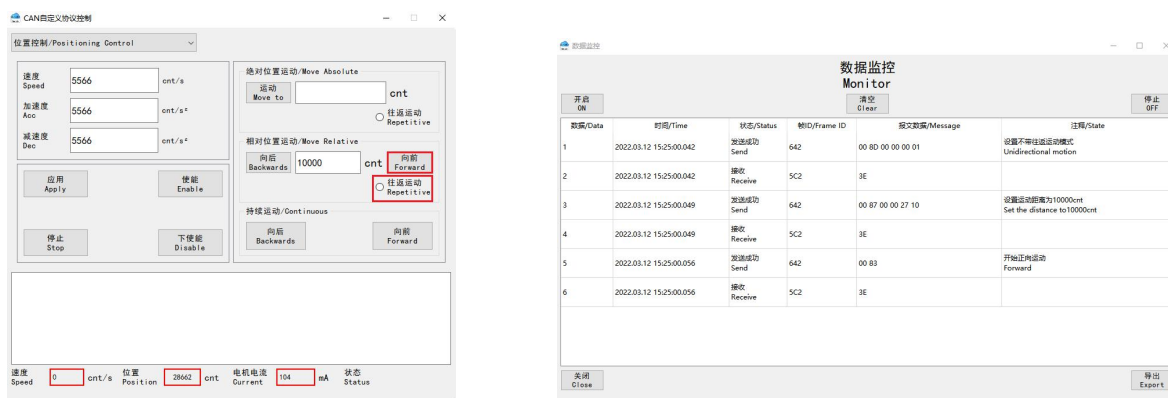 CAN自定义协议控制
位置控制/Positioning Control
速度
Speed
5566
cnt/s
加速度
Acc
5566
cnt/s²
减速度
Dec
5566
cnt/s²
应用
Apply
使能
Enable
停止
Stop
下使能
Disable
绝对位置运动/Move Absolute
运动
Move to
cnt
往返运动
Repetitive
相对位置运动/Move Relative
向后
Backwards
10000
cnt
向前
Forward
往返运动
Repetitive
持续运动/Continuous
向后
Backwards
向前
Forward
速度
Speed
0
cnt/s
位置
Position
28662
cnt
电机电流
Current
104
mA
状态
Status
数据监控
数据监控
Monitor
开启
ON
清空
Clear
停止
OFF
数据/Data 时间/Time 状态/Status 帧ID/Frame ID 报文数据/Message 注释/State
1 2022.03.12 15:25:00.042 发送成功 Send 642 00 8D 00 00 00 01 设置不带往返运动模式 Unidirectional motion
2 2022.03.12 15:25:00.042 接收 Receive 5C2 3E
3 2022.03.12 15:25:00.049 发送成功 Send 642 00 87 00 00 27 10 设置运动距离为10000cnt Set the distance to10000cnt
4 2022.03.12 15:25:00.049 接收 Receive 5C2 3E
5 2022.03.12 15:25:00.056 发送成功 Send 642 00 83 开始正向运动 Forward
6 2022.03.12 15:25:00.056 接收 Receive 5C2 3E
关闭
Close
导出
Export